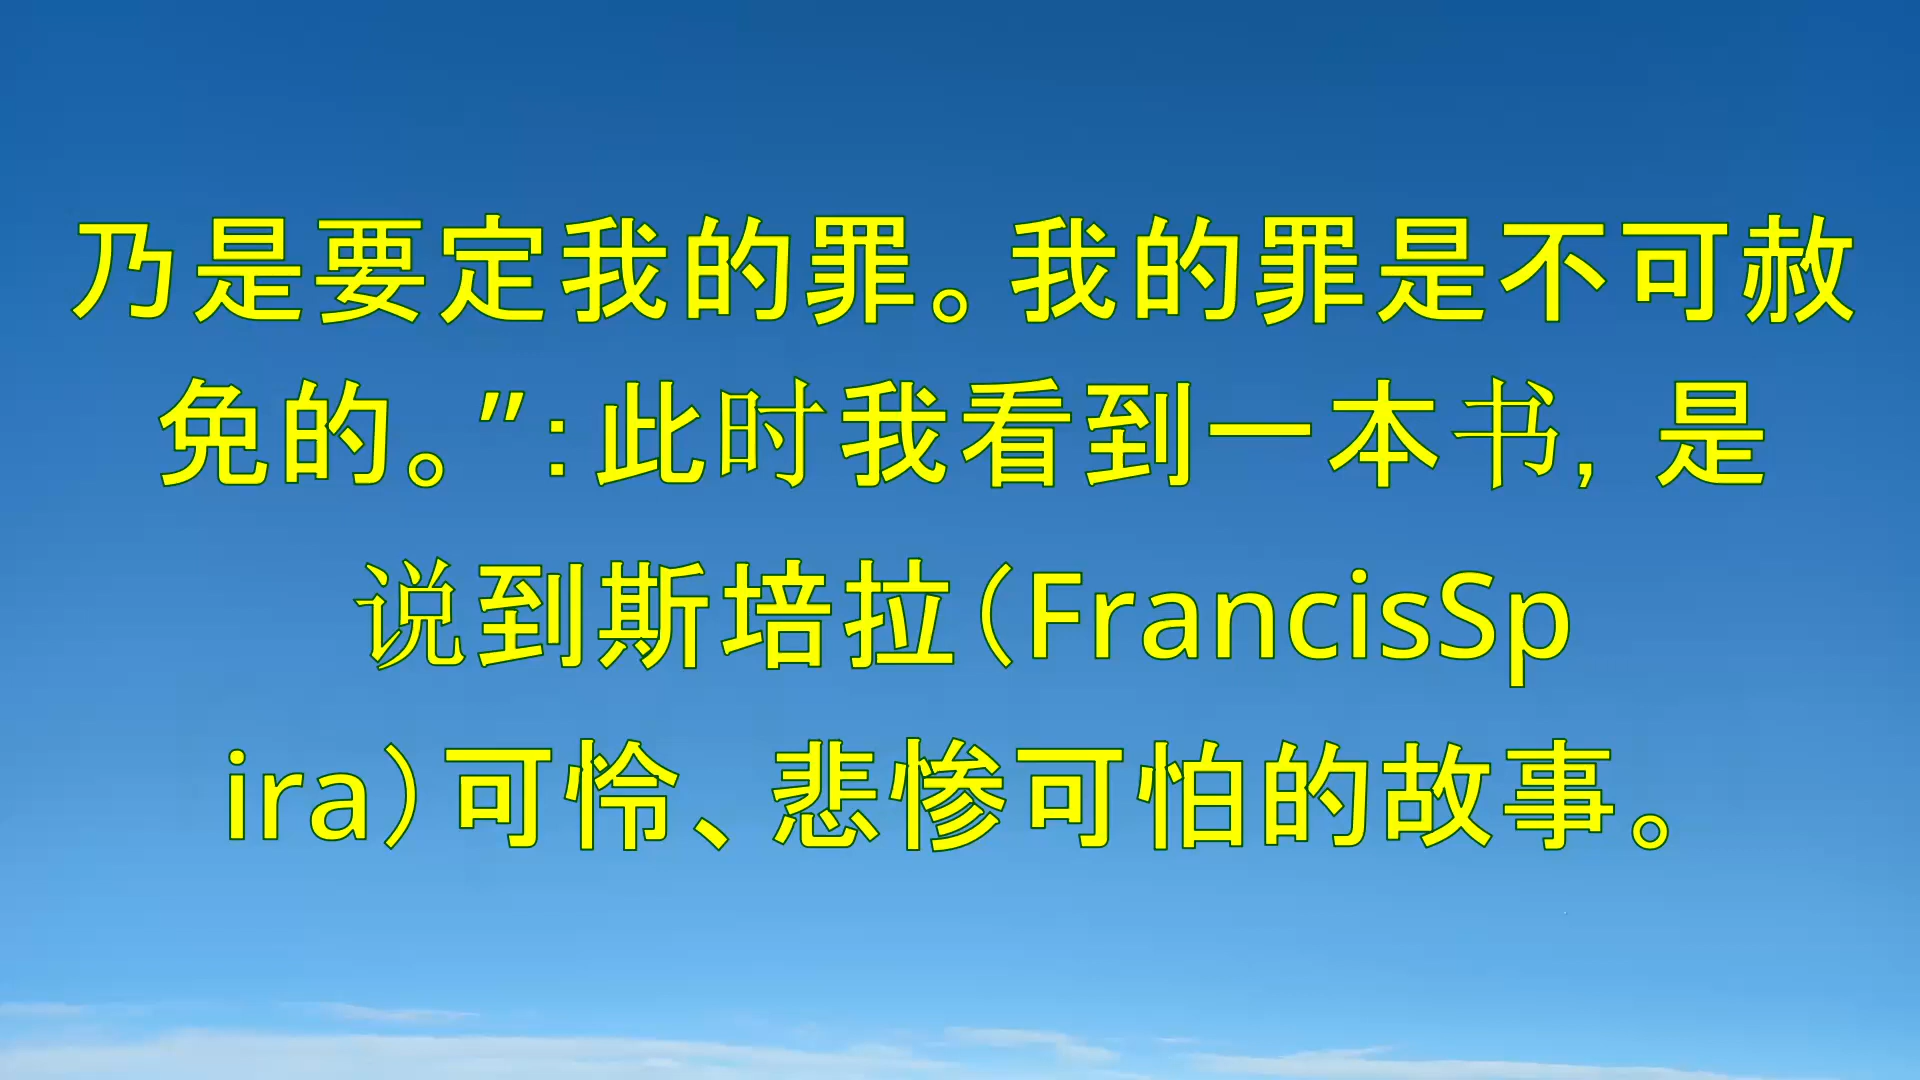 乃是要定我的罪。我的罪是不可赦
免的。”:此时我看到一本书,是
说到斯培拉(FrancisSp
ira)可怜、悲惨可怕的故事。